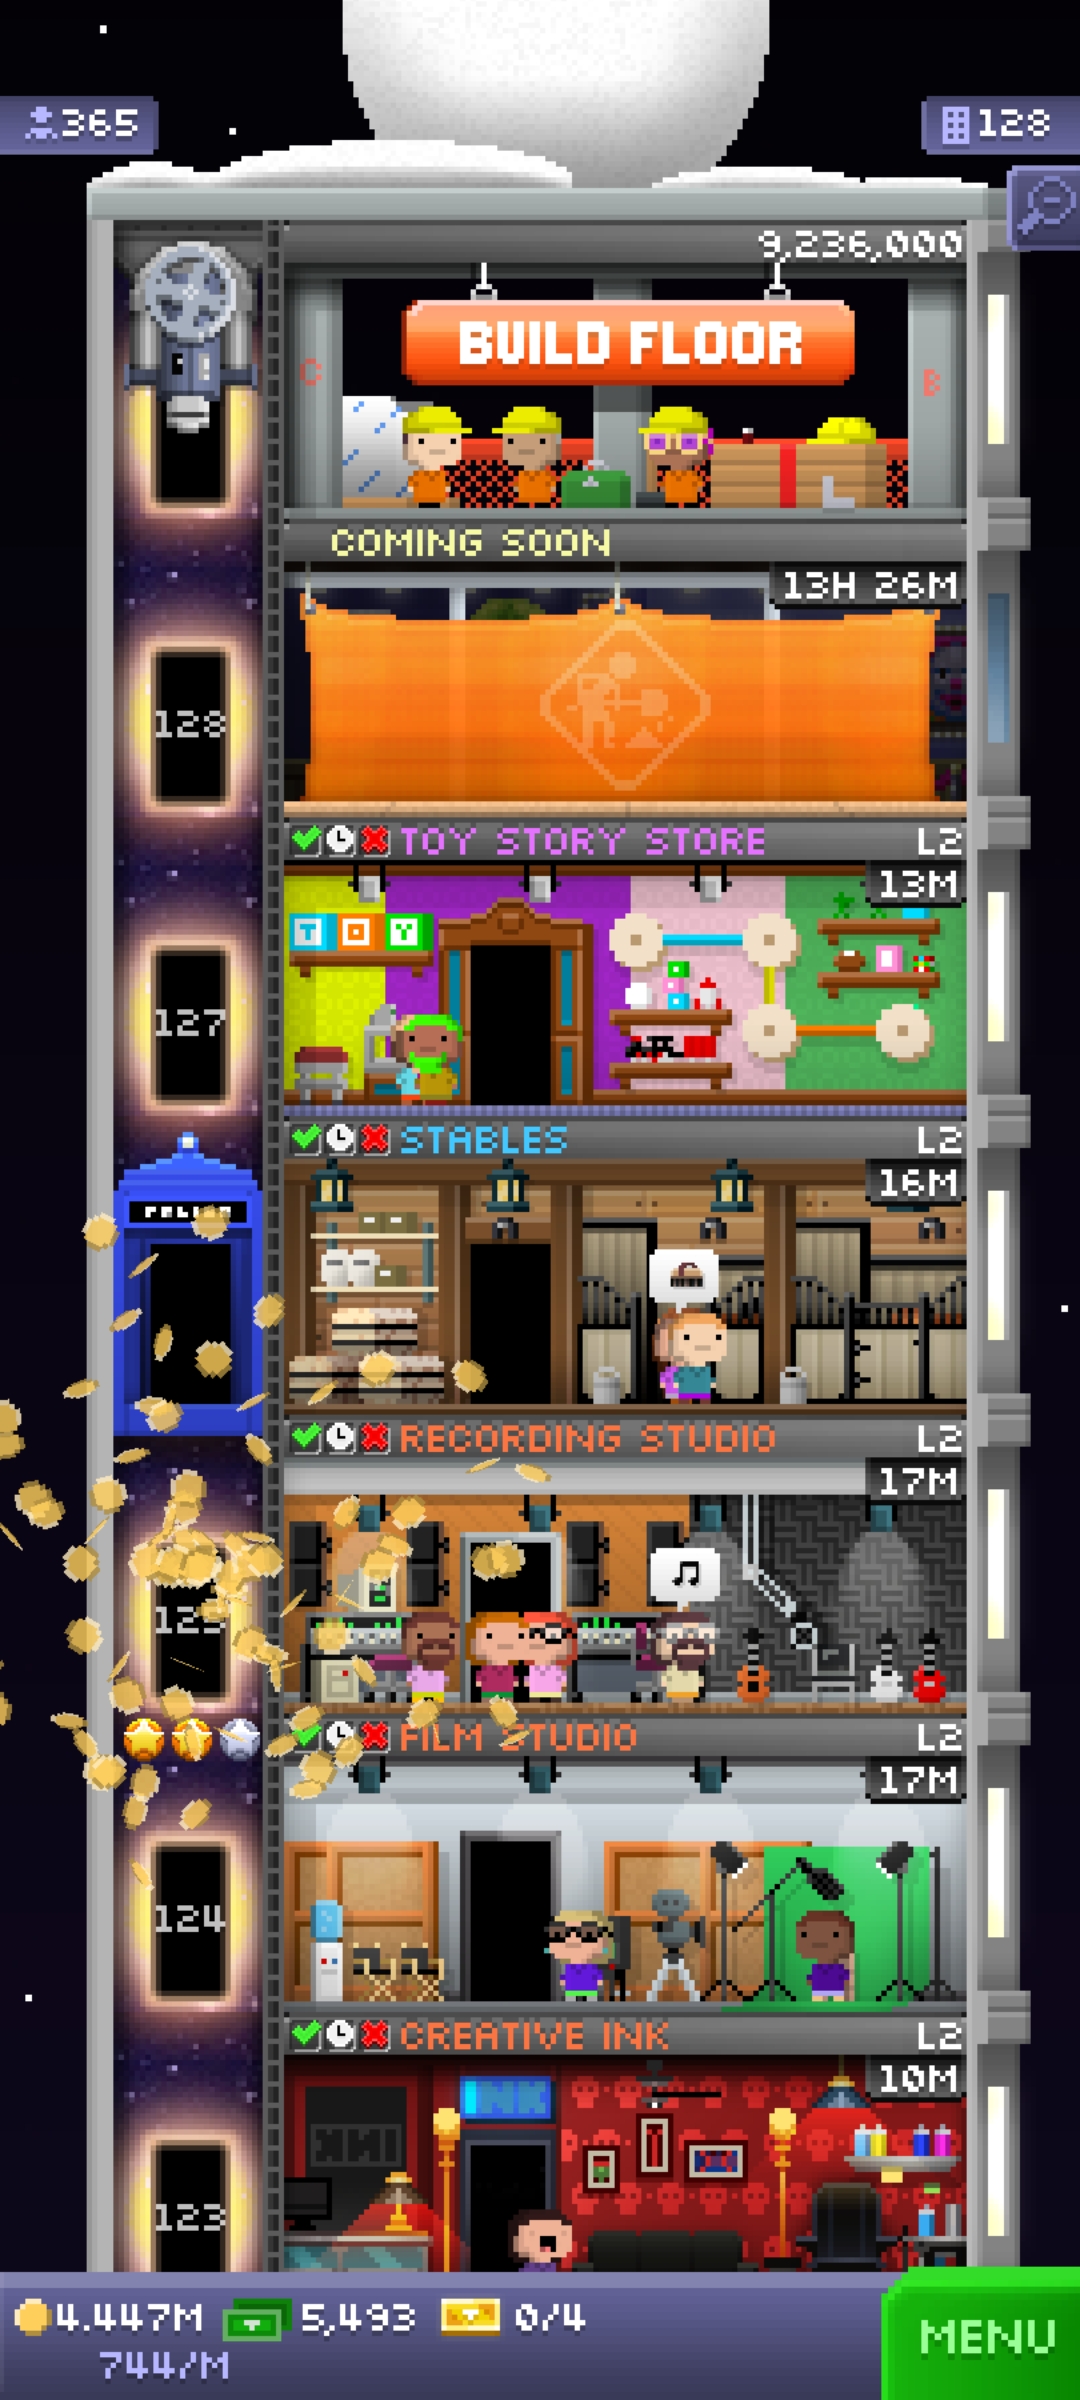 365
128
9,236,000
C
BUILD FLOOR
B
COMING SOON
13H 26M
128
TOY STORY STORE
L2
13M
T O Y
127
STABLES
L2
16M
RECORDING STUDIO
L2
17M
125
FILM STUDIO
L2
17M
124
CREATIVE INK
L2
10M
INK
123
4.447M
5,493
0/4
744/M
MENU